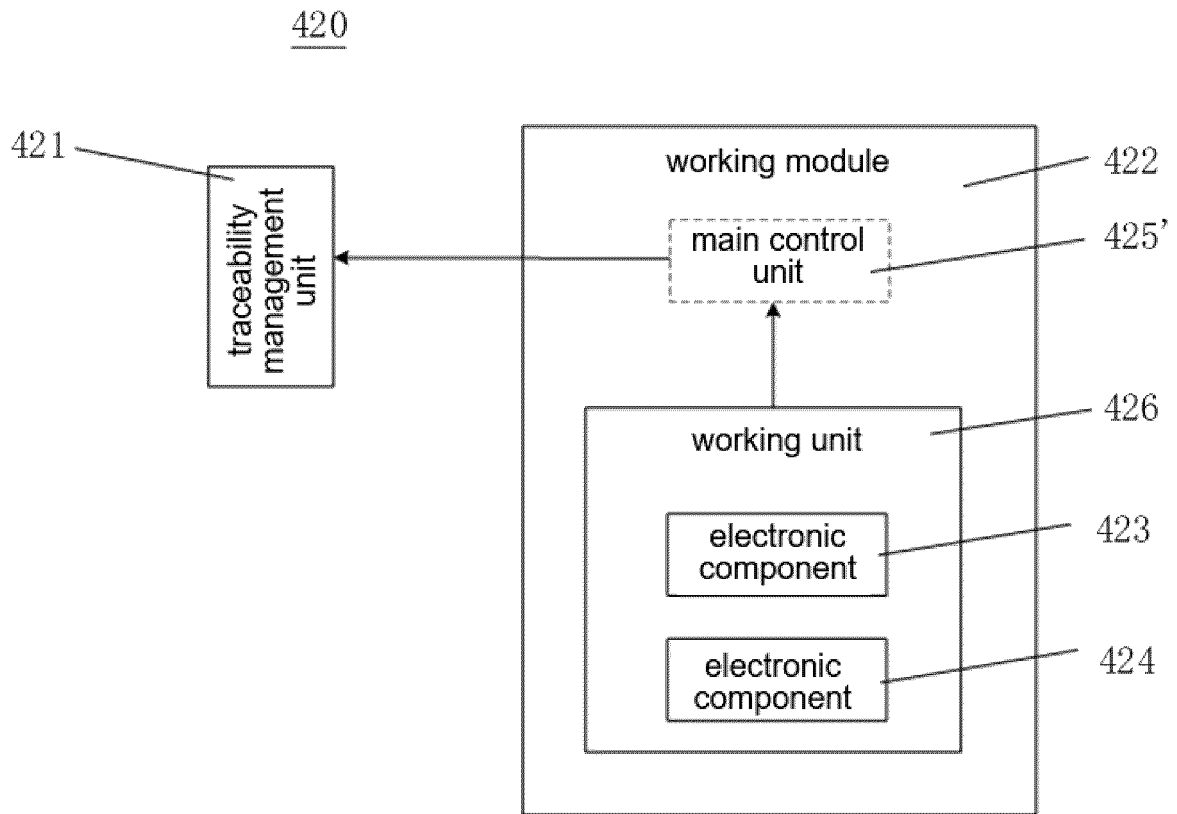 420
421
traceability
management
unit
working module
422
main control
unit
425'
working unit
426
electronic
component
423
electronic
component
424